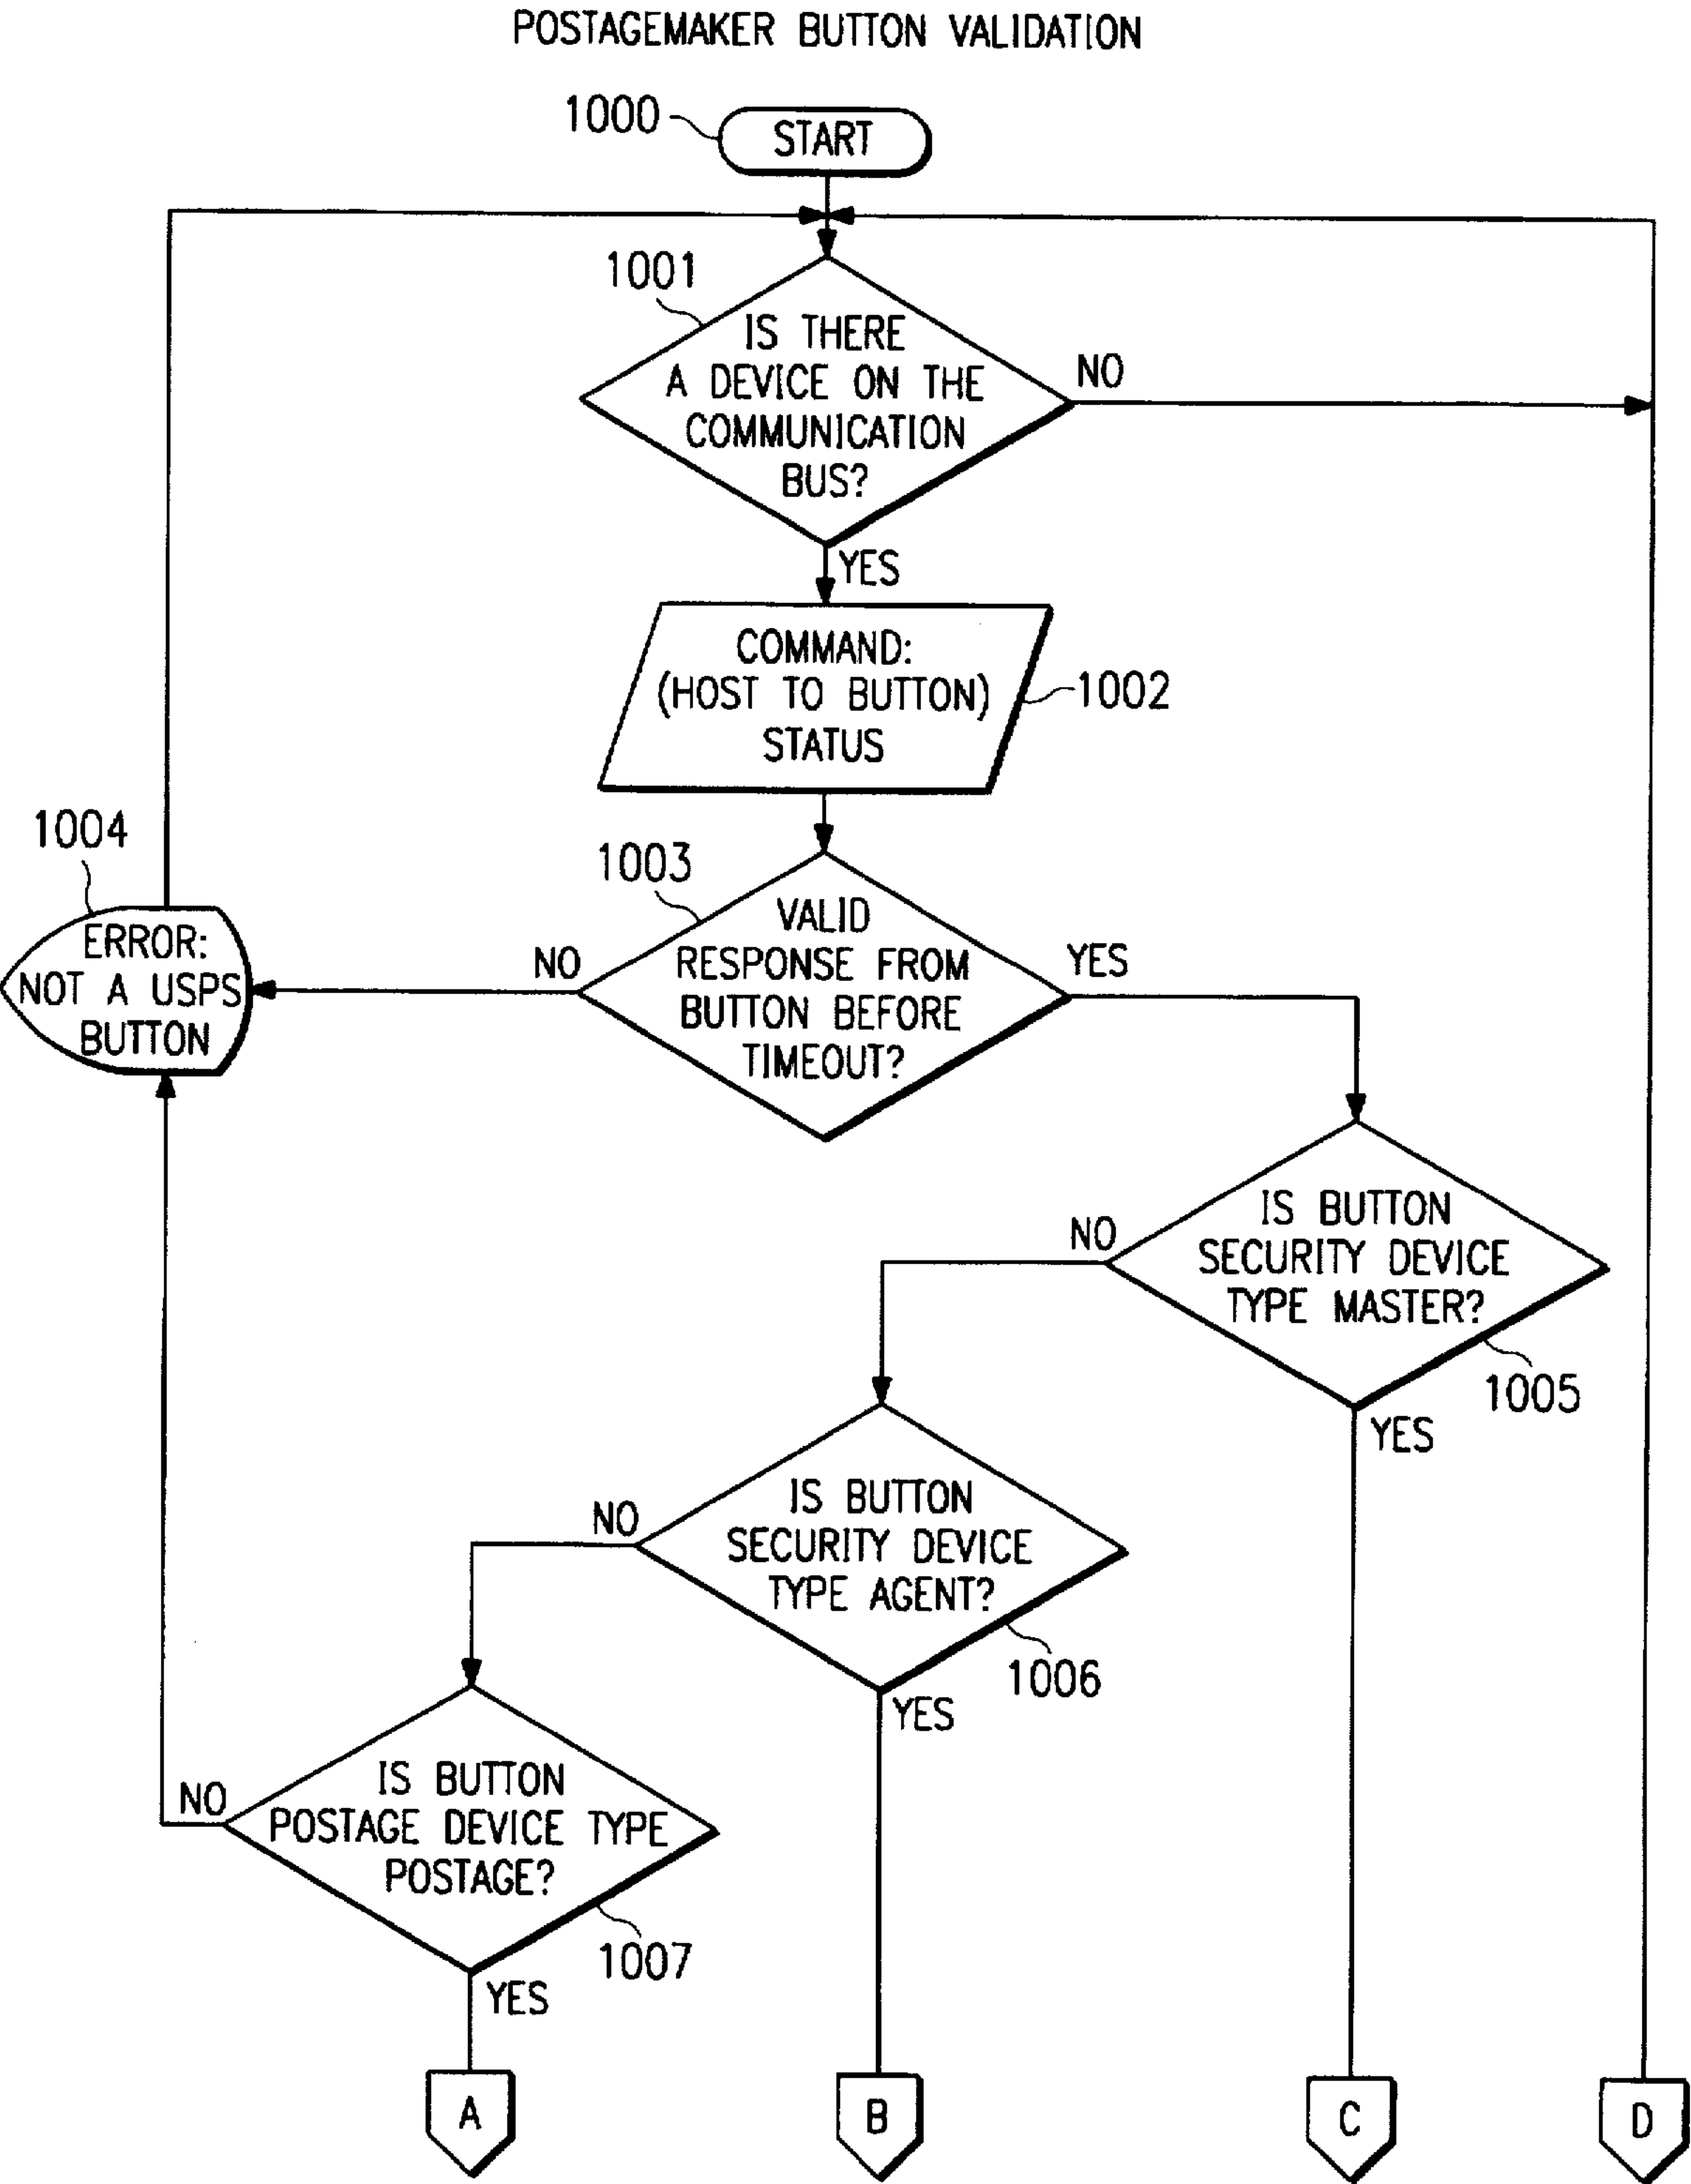 POSTAGEMAKER BUTTON VALIDATION
1000
START
1001
IS THERE
A DEVICE ON THE
COMMUNICATION
BUS?
NO
YES
COMMAND:
(HOST TO BUTTON)
STATUS
1002
1004
ERROR:
NOT A USPS
BUTTON
1003
VALID
RESPONSE FROM
BUTTON BEFORE
TIMEOUT?
NO
YES
IS BUTTON
SECURITY DEVICE
TYPE MASTER?
NO
1005
YES
IS BUTTON
SECURITY DEVICE
TYPE AGENT?
NO
1006
YES
IS BUTTON
POSTAGE DEVICE TYPE
POSTAGE?
NO
1007
YES
A
B
C
D